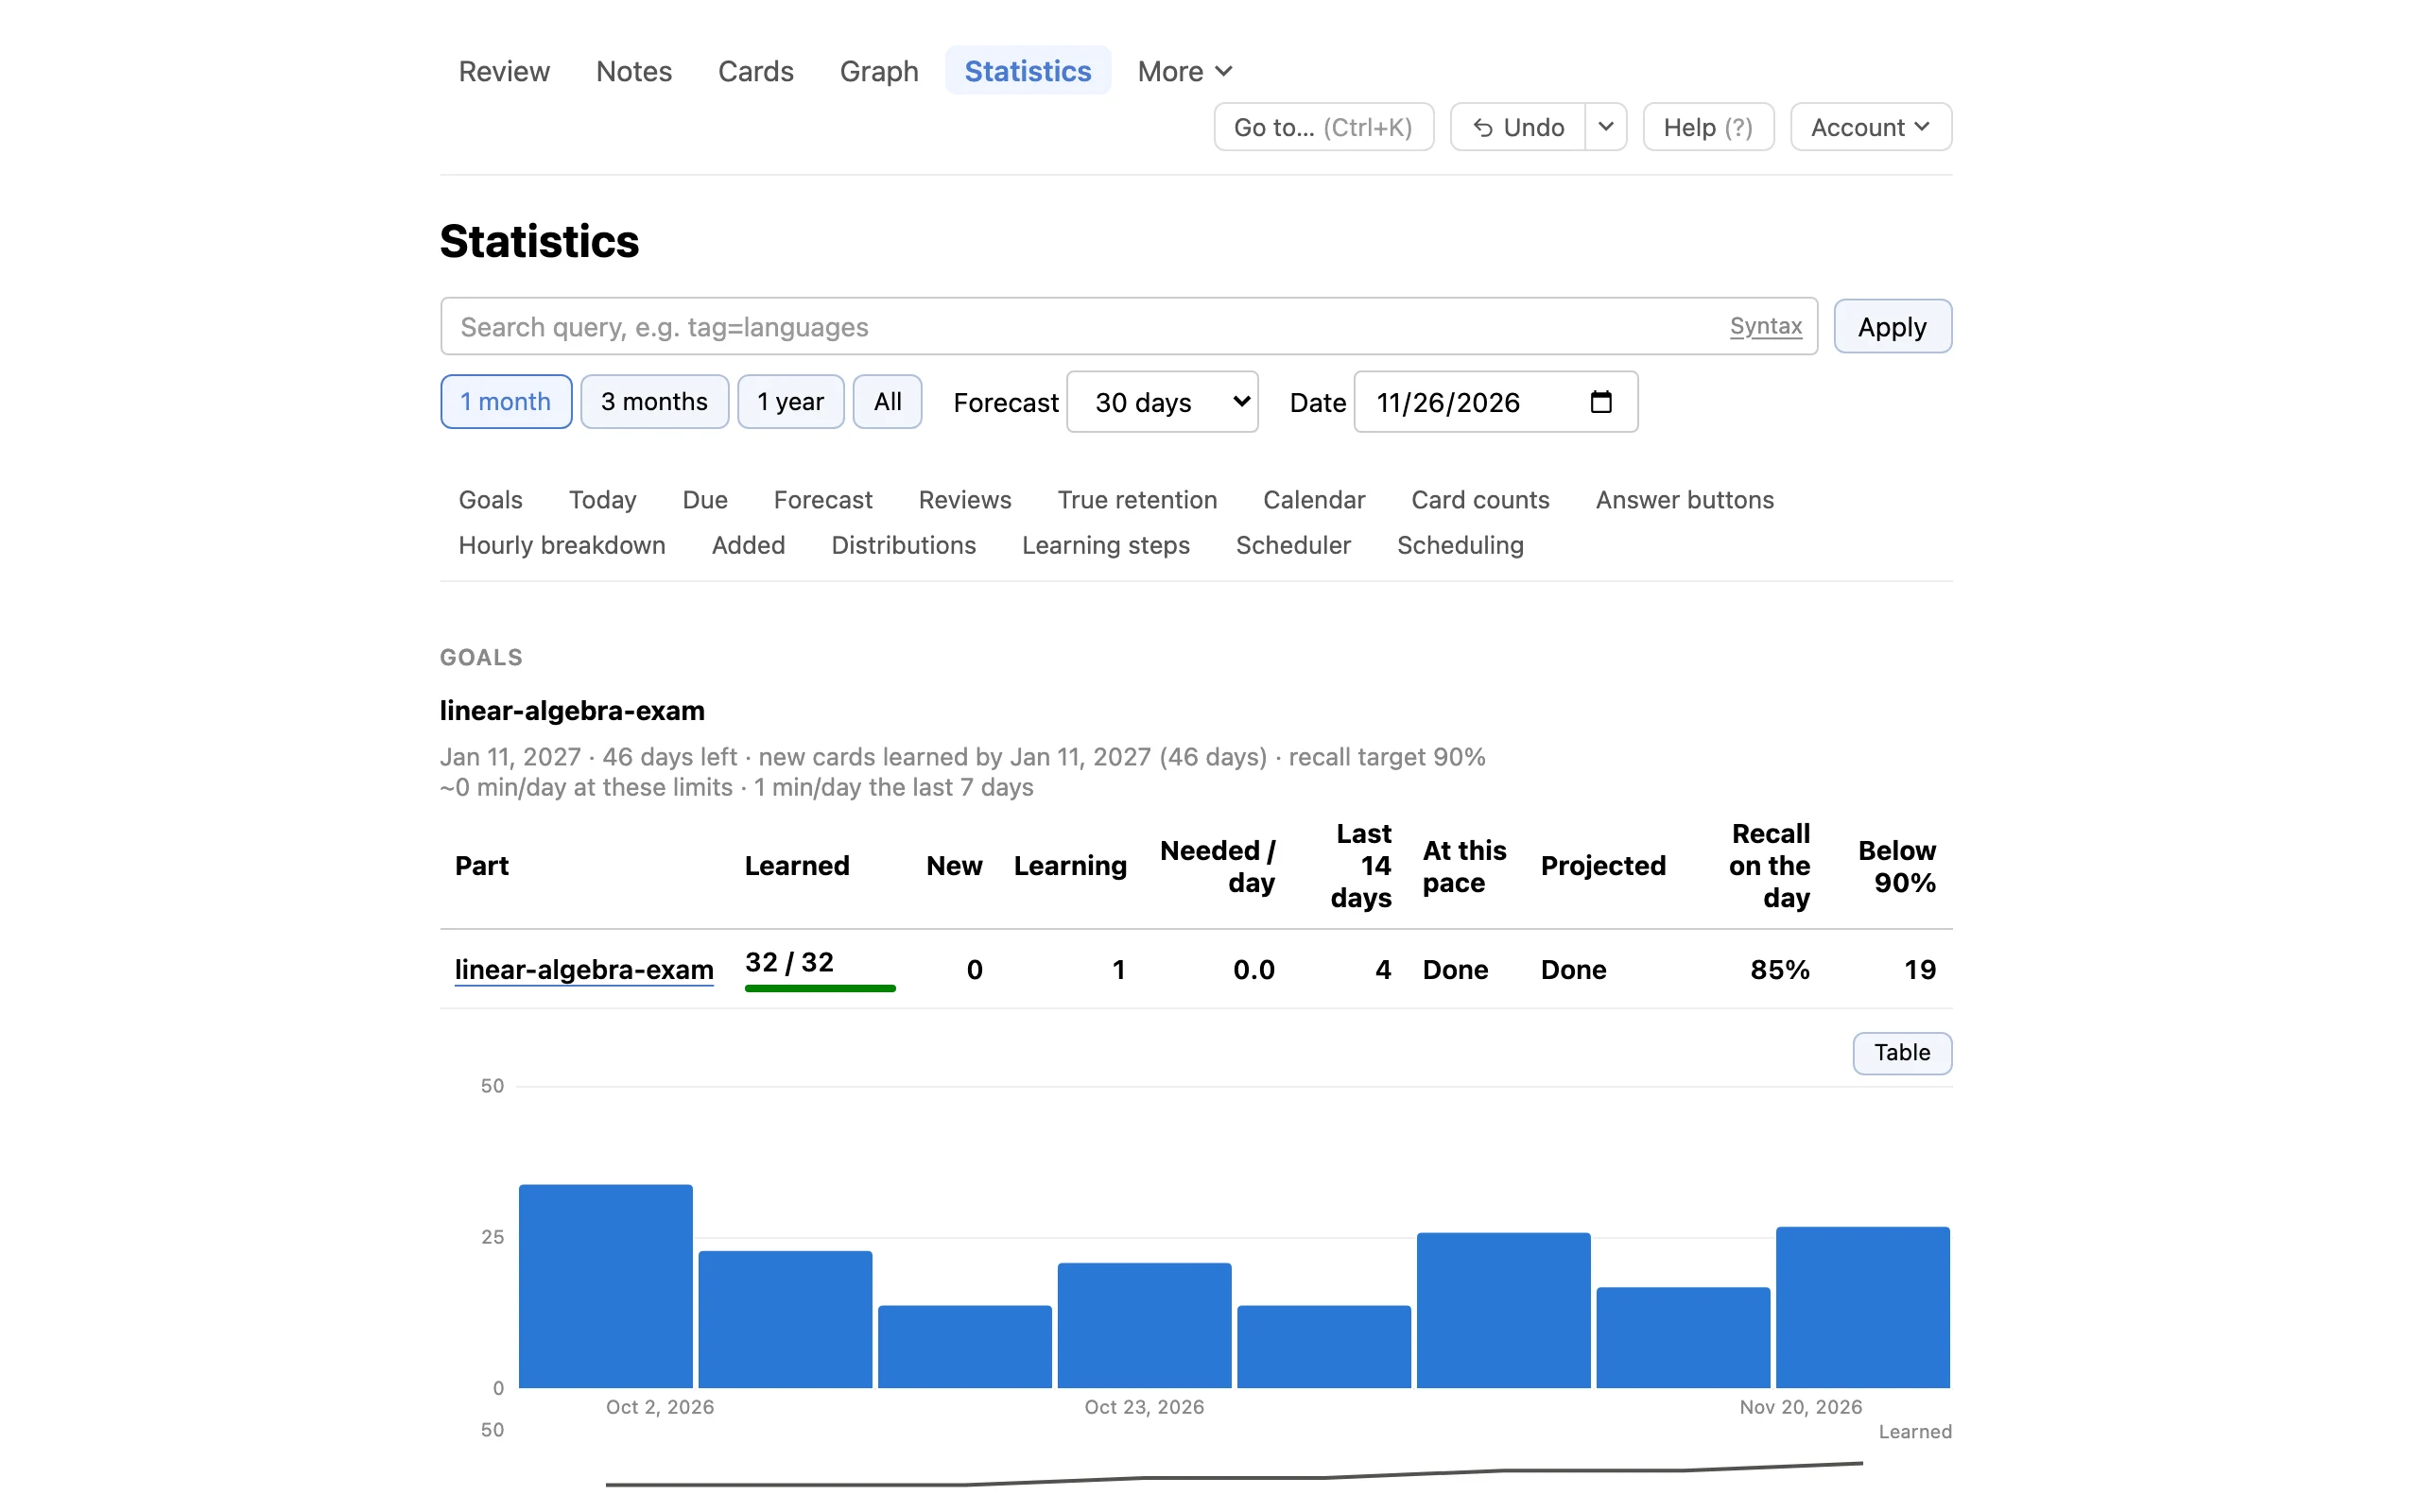 Review Notes Cards Graph Statistics More
Go to... (Ctrl+K) Undo Help (?) Account
Statistics
Search query, e.g. tag=languages Syntax Apply
1 month 3 months 1 year All Forecast 30 days Date 11/26/2026
Goals Today Due Forecast Reviews True retention Calendar Card counts Answer buttons
Hourly breakdown Added Distributions Learning steps Scheduler Scheduling
GOALS
linear-algebra-exam
Jan 11, 2027 · 46 days left · new cards learned by Jan 11, 2027 (46 days) · recall target 90%
~0 min/day at these limits · 1 min/day the last 7 days
Part Learned New Learning Needed / day Last 14 days At this pace Projected Recall on the day Below 90%
linear-algebra-exam 32 / 32 0 1 0.0 4 Done Done 85% 19
Table
50
25
0
Oct 2, 2026 Oct 23, 2026 Nov 20, 2026
50 Learned